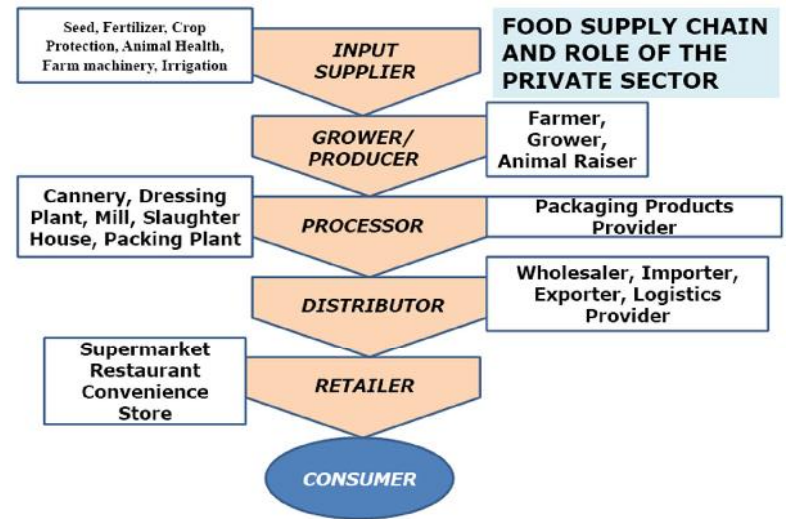 Seed, Fertilizer, Crop
Protection, Animal Health,
Farm machinery, Irrigation
INPUT
SUPPLIER
FOOD SUPPLY CHAIN
AND ROLE OF THE
PRIVATE SECTOR
GROWER/
PRODUCER
Farmer,
Grower,
Animal Raiser
Cannery, Dressing
Plant, Mill, Slaughter
House, Packing Plant
PROCESSOR
Packaging Products
Provider
DISTRIBUTOR
Wholesaler, Importer,
Exporter, Logistics
Provider
Supermarket
Restaurant
Convenience
Store
RETAILER
CONSUMER